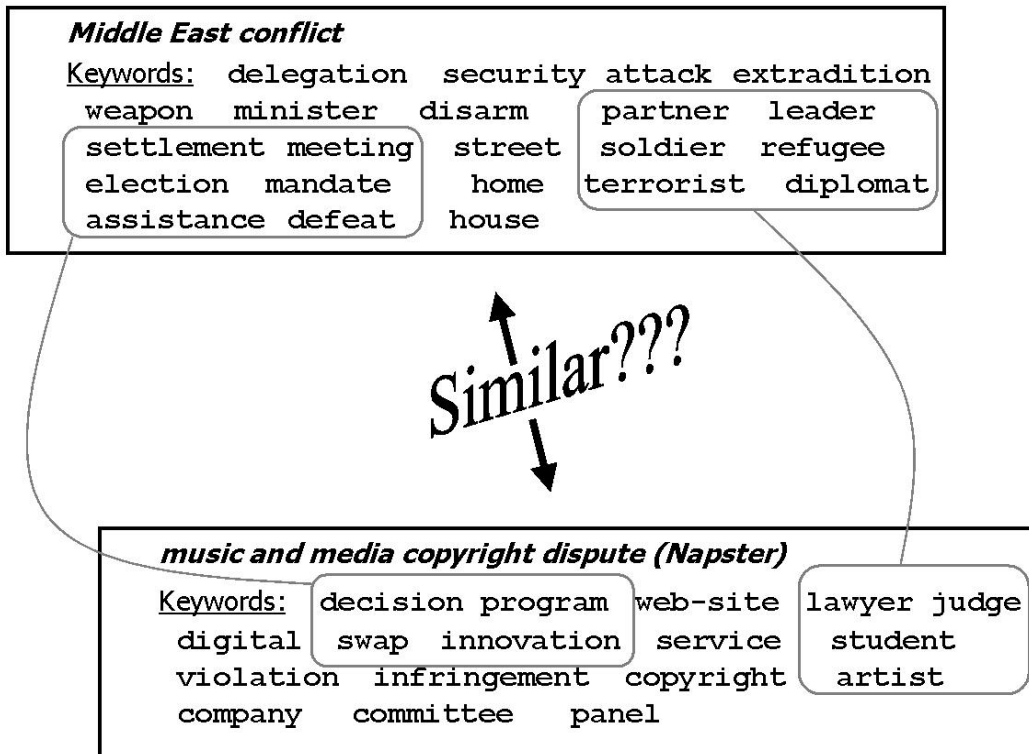 Middle East conflict
Keywords: delegation security attack extradition
weapon minister disarm partner leader
settlement meeting street soldier refugee
election mandate home terrorist diplomat
assistance defeat house
Similar???
music and media copyright dispute (Napster)
Keywords: decision program web-site lawyer judge
digital swap innovation service student
violation infringement copyright artist
company committee panel